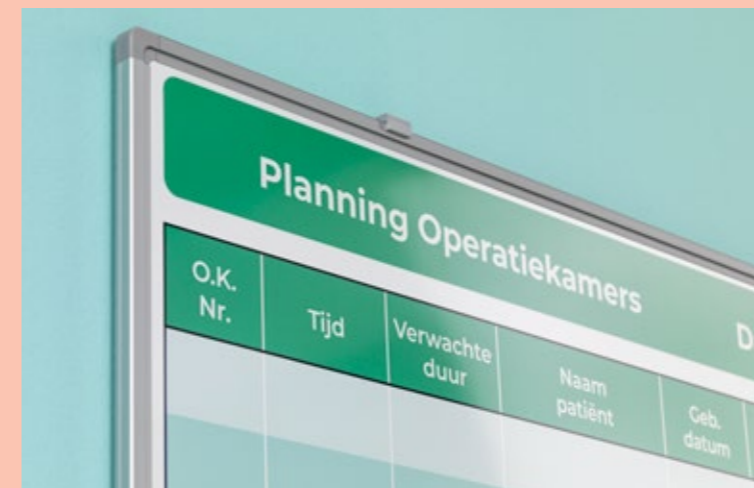 Planning Operatiekamers
O.K.
Nr.
Tijd
Verwachte
duur
Naam
patiënt
Geb.
datum